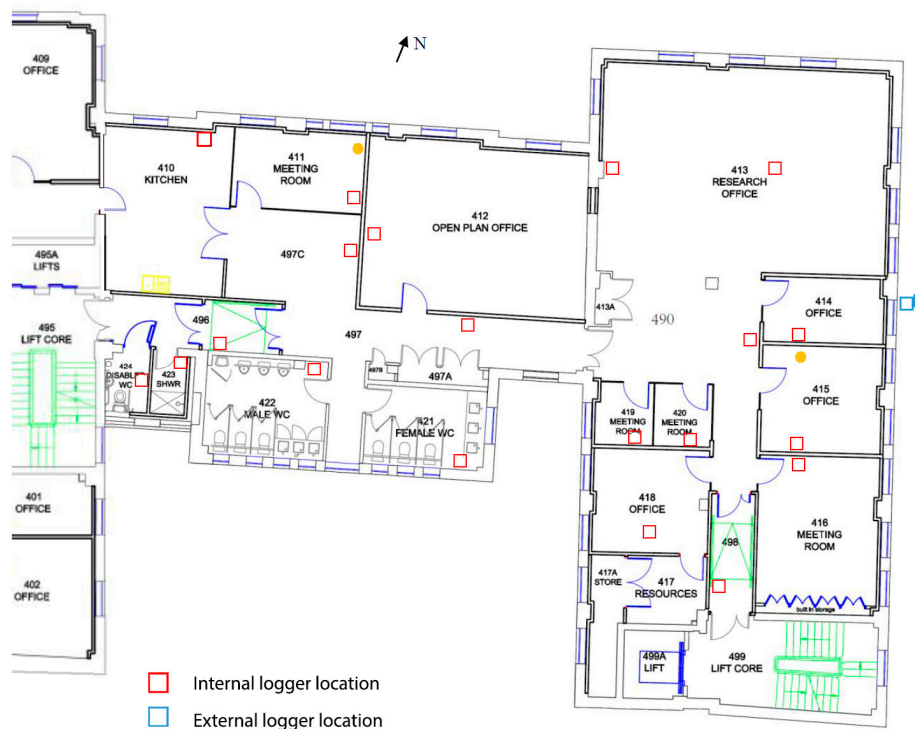 N
409
OFFICE
410
KITCHEN
411
MEETING
ROOM
412
OPEN PLAN OFFICE
413
RESEARCH
OFFICE
495A
LIFTS
497C
413A
490
414
OFFICE
495
LIFT CORE
496
497
497B
497A
424
DISABLED
WC
423
SHWR
422
MALE WC
421
FEMALE WC
415
OFFICE
419
MEETING
ROOM
420
MEETING
ROOM
401
OFFICE
418
OFFICE
498
416
MEETING
ROOM
402
OFFICE
417A
STORE
417
RESOURCES
built in storage
499A
LIFT
499
LIFT CORE
Internal logger location
External logger location